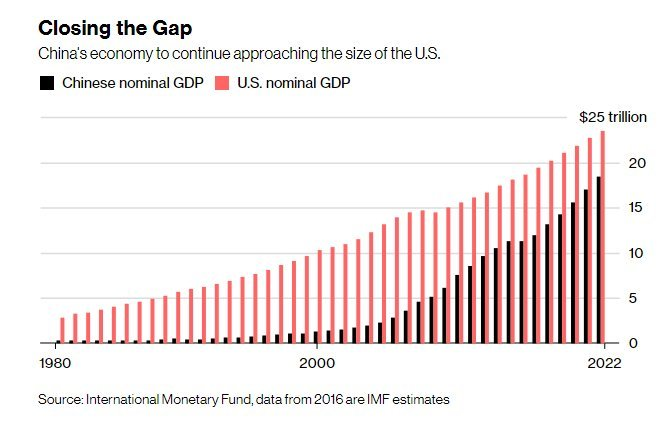 Closing the Gap
China's economy to continue approaching the size of the U.S.
Chinese nominal GDP U.S. nominal GDP
$25 trillion
20
15
10
5
0
1980 2000 2022
Source: International Monetary Fund, data from 2016 are IMF estimates